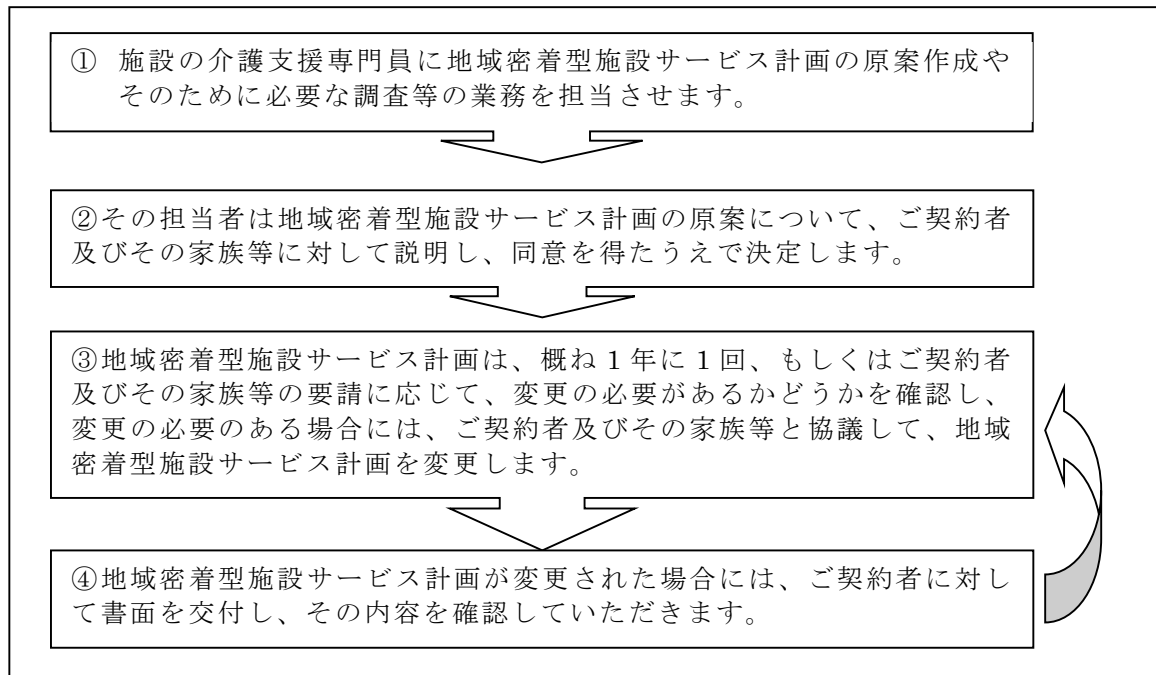 ① 施設の介護支援専門員に地域密着型施設サービス計画の原案作成や
そのために必要な調査等の業務を担当させます。
②その担当者は地域密着型施設サービス計画の原案について、ご契約者
及びその家族等に対して説明し、同意を得たうえで決定します。
③地域密着型施設サービス計画は、概ね1年に1回、もしくはご契約者
及びその家族等の要請に応じて、変更の必要があるかどうかを確認し、
変更の必要のある場合には、ご契約者及びその家族等と協議して、地域
密着型施設サービス計画を変更します。
④地域密着型施設サービス計画が変更された場合には、ご契約者に対し
て書面を交付し、その内容を確認していただきます。